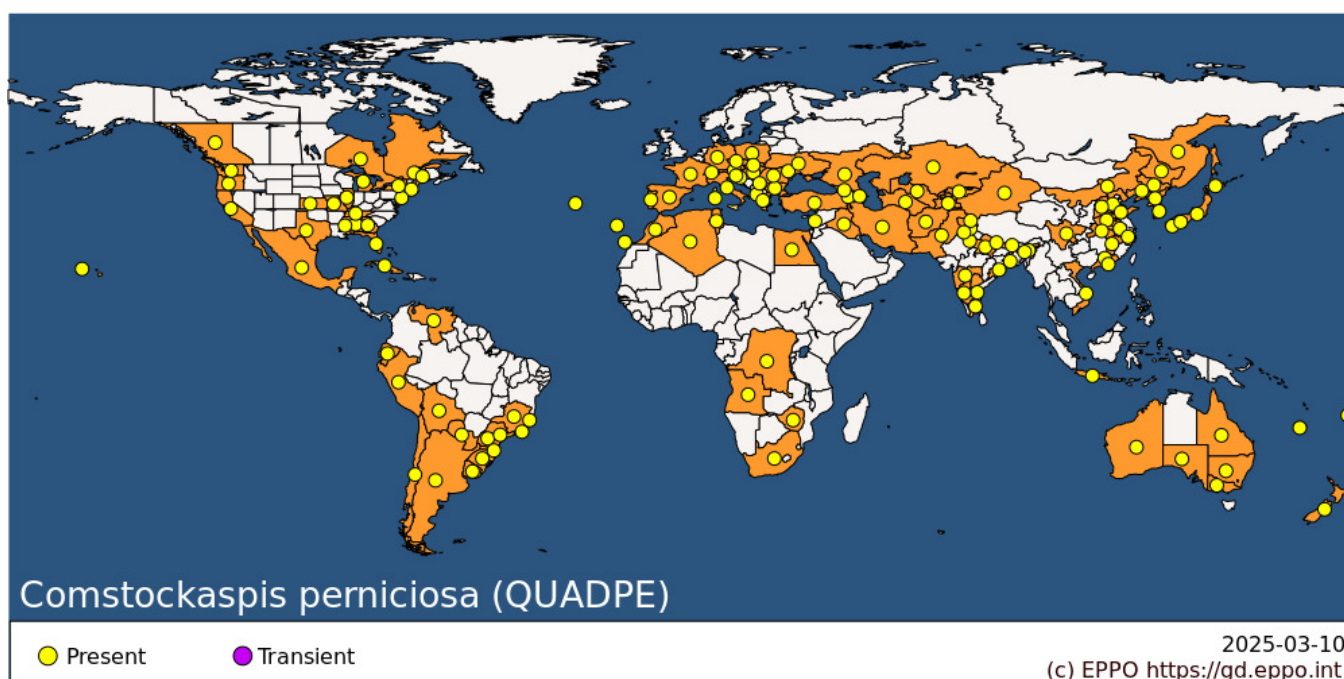 Comstockaspis perniciosa (QUADPE)
Present
Transient
2025-03-10
(c) EPPO https://gd.eppo.int